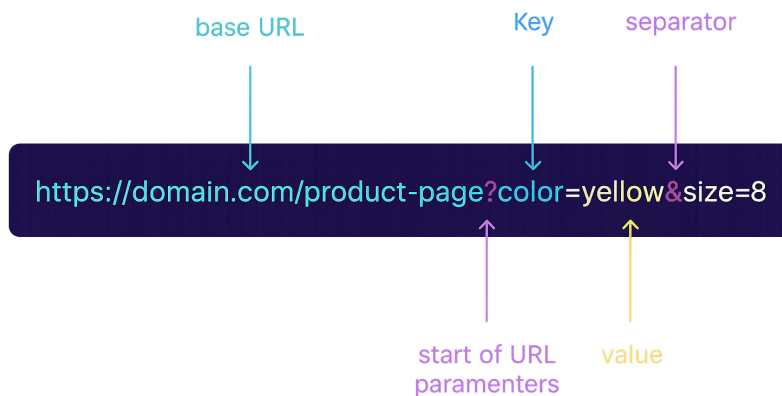 base URL
Key
separator
https://domain.com/product-page?color=yellow&size=8
start of URL
paramenters
value